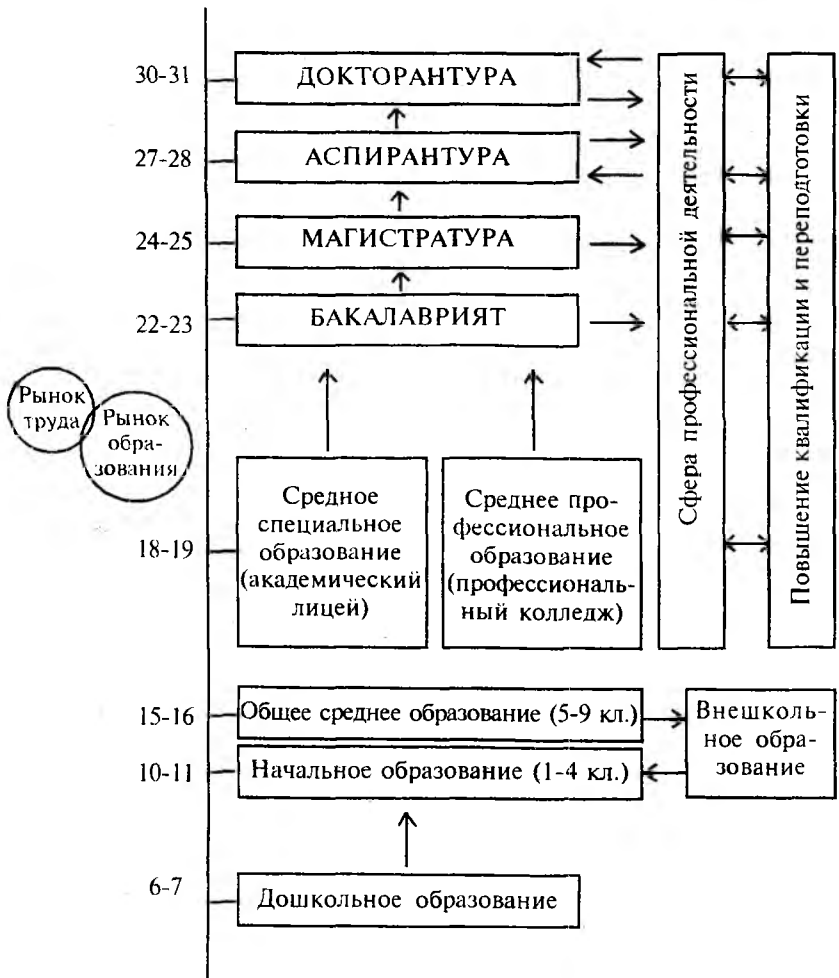 30-31
ДОКТОРАНТУРА
27-28
АСПИРАНТУРА
24-25
МАГИСТРАТУРА
22-23
БАКАЛАВРИЯТ
Рынок
труда
Рынок
обра-
зования
18-19
Средное
специальное
образование
(академический
лицей)
Среднее про-
фессиональное
образование
(профессиональ-
ный колледж)
Сфера профессиональной деятельности
Повышение квалификации и переподготовки
15-16
Общее среднее образование (5-9 кл.)
10-11
Начальное образование (1-4 кл.)
Внешколь-
ное обра-
зование
6-7
Дошкольное образование